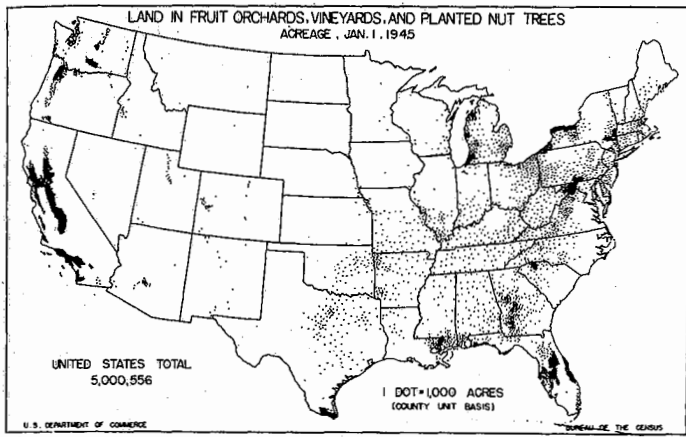 LAND IN FRUIT ORCHARDS, VINEYARDS, AND PLANTED NUT TREES
ACREAGE, JAN. 1, 1945
UNITED STATES TOTAL
5,000,556
1 DOT=1,000 ACRES
(COUNTY UNIT BASIS)
U.S. DEPARTMENT OF COMMERCE
BUREAU OF THE CENSUS